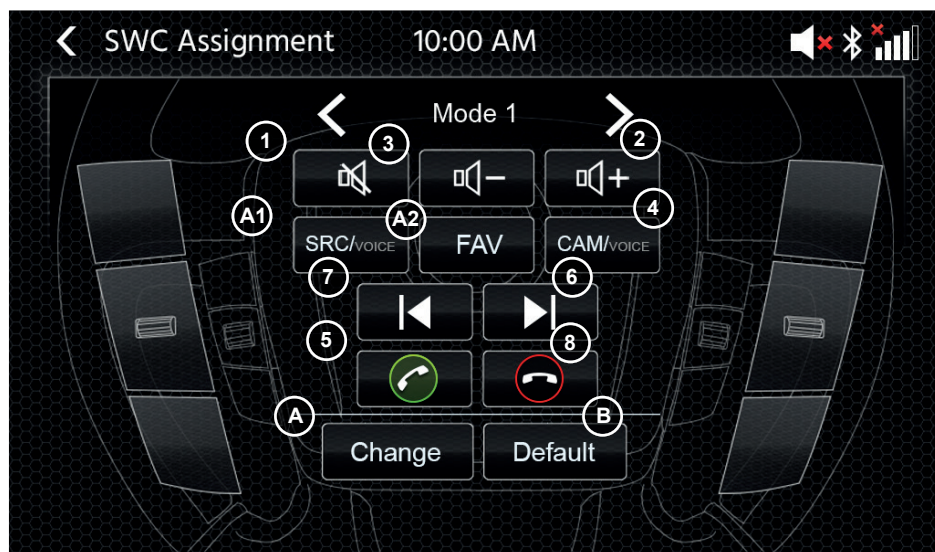 SWC Assignment 10:00 AM
Mode 1
1 3 2
A1 A2 4
SRC/VOICE FAV CAM/VOICE
7 6
5 8
A B
Change Default